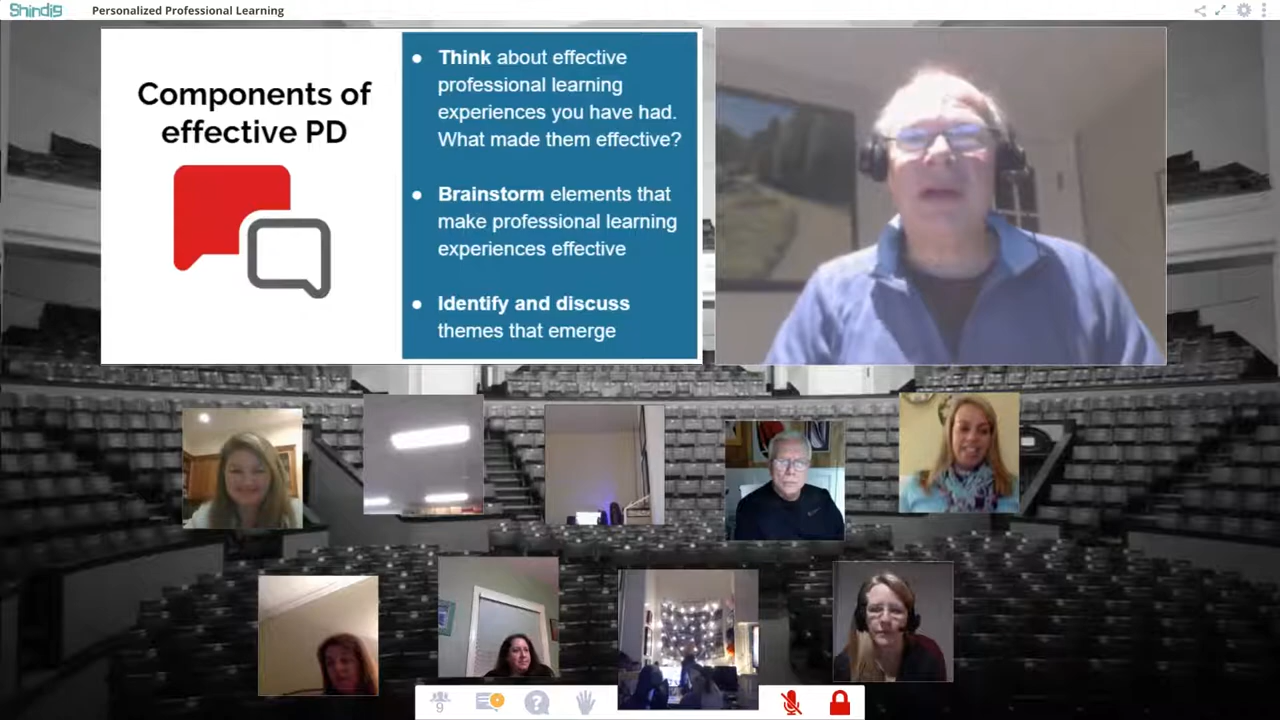 Shindig
Personalized Professional Learning
Components of
effective PD
● Think about effective
professional learning
experiences you have had.
What made them effective?
● Brainstorm elements that
make professional learning
experiences effective
● Identify and discuss
themes that emerge
9